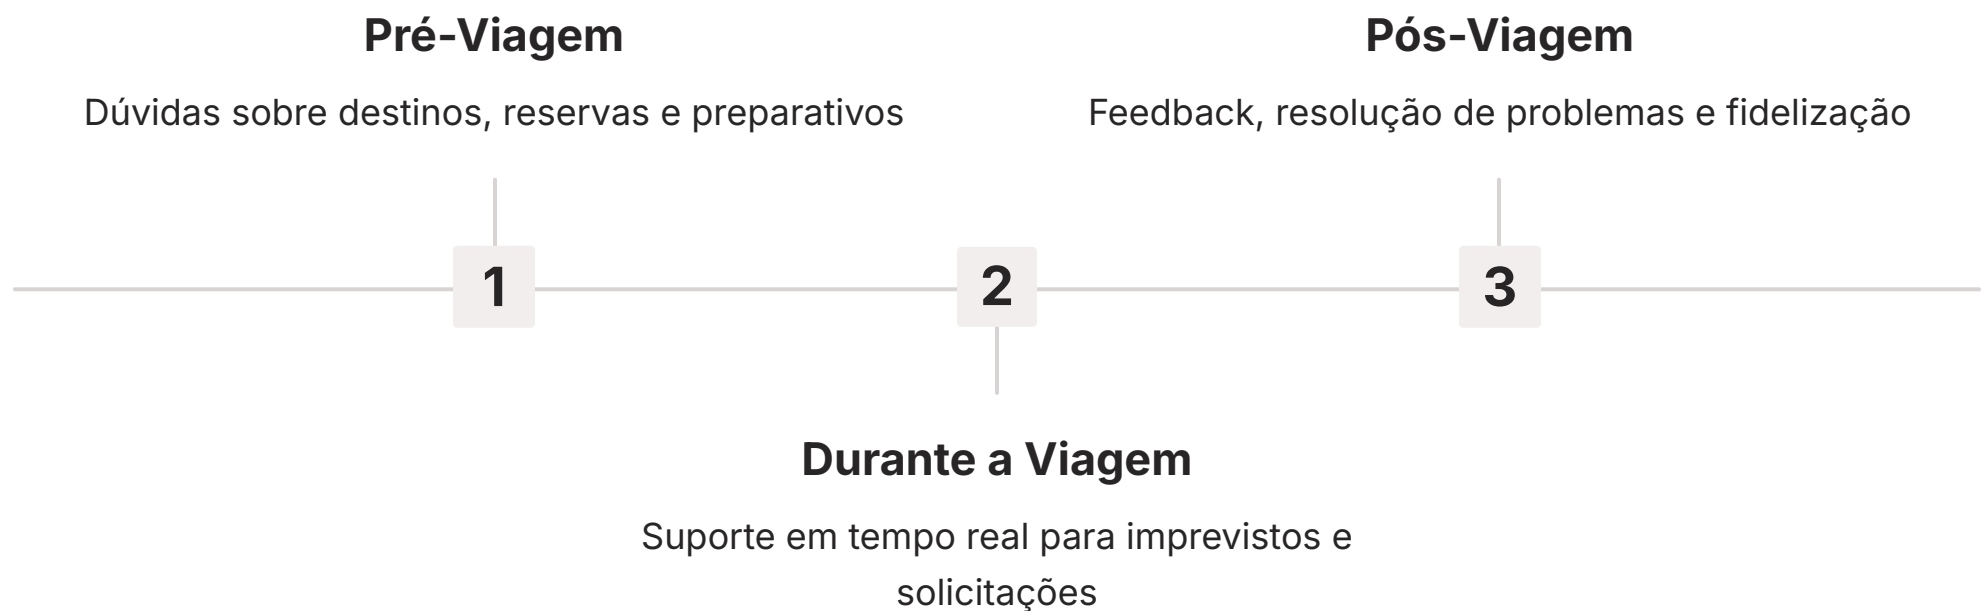 Pré-Viagem
Dúvidas sobre destinos, reservas e preparativos
Pós-Viagem
Feedback, resolução de problemas e fidelização
1
2
3
Durante a Viagem
Suporte em tempo real para imprevistos e
solicitações